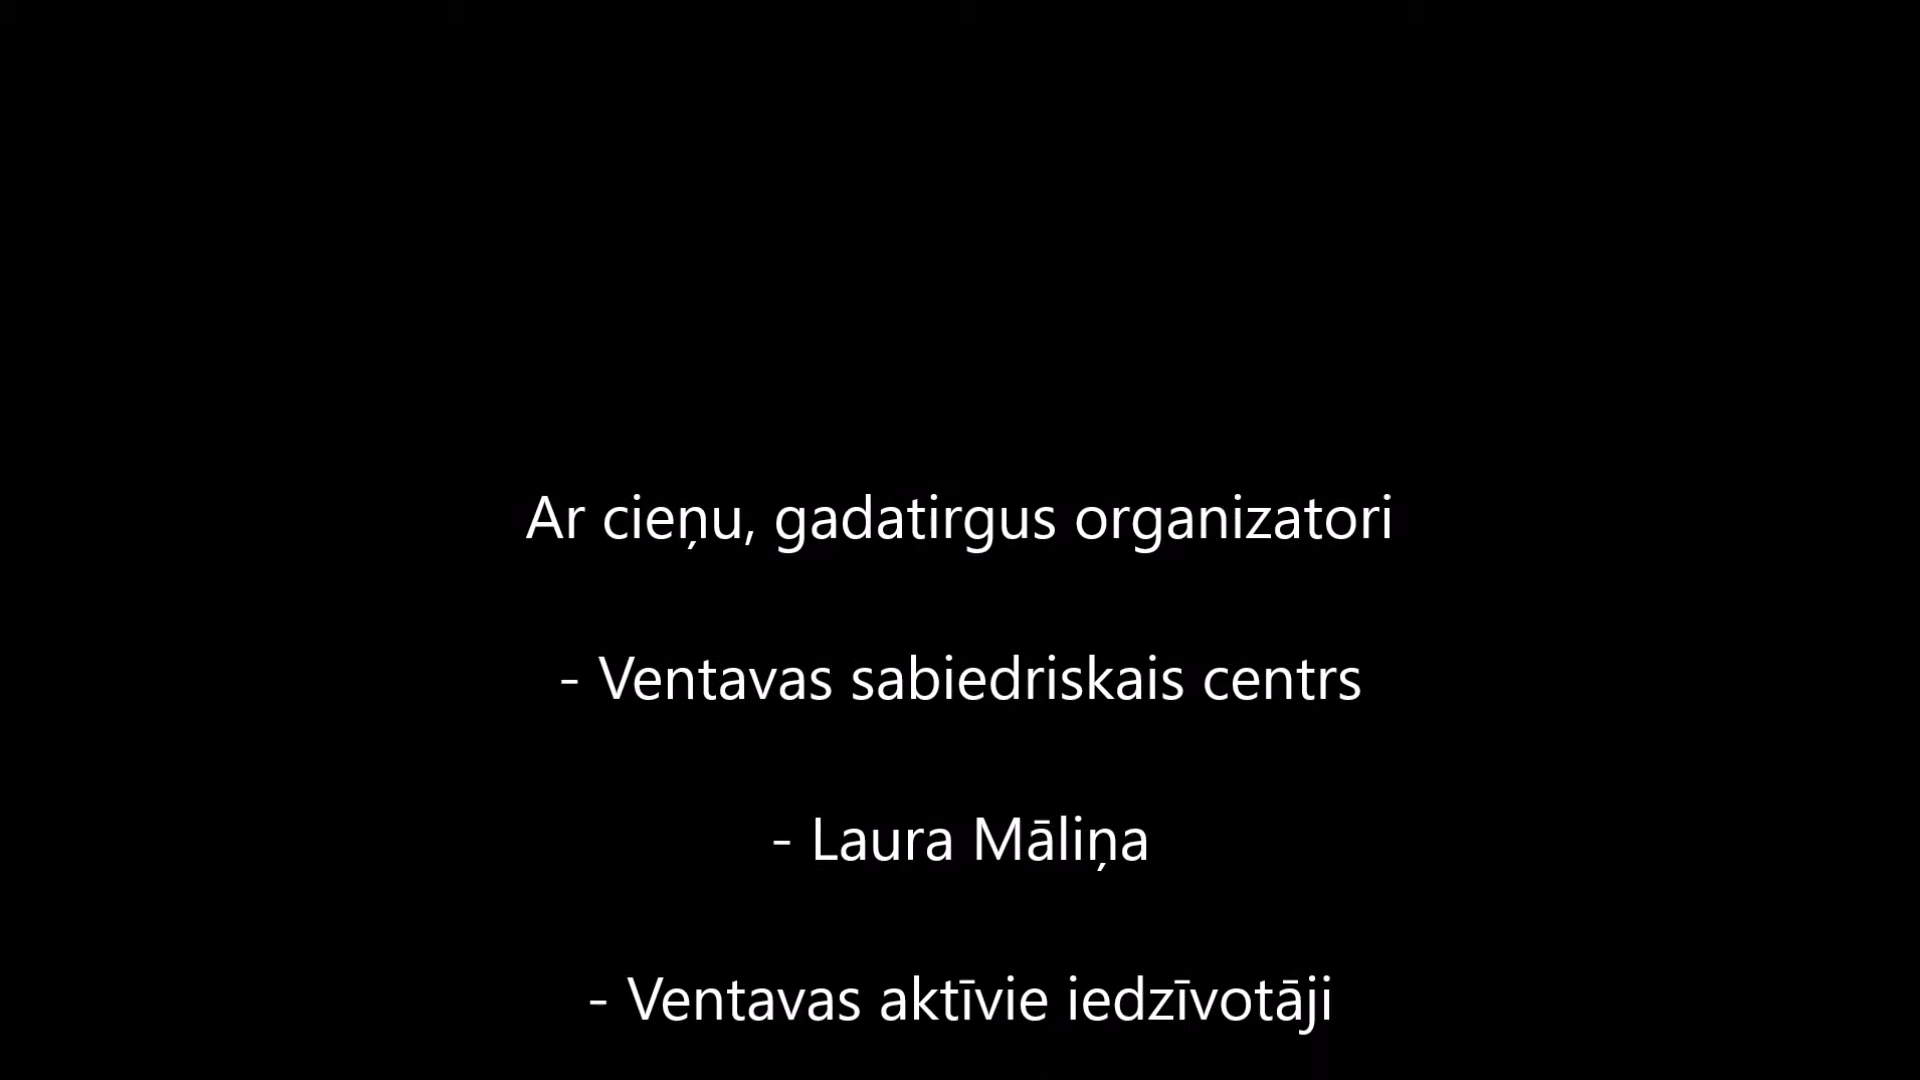 Ar cieņu, gadatirgus organizatori
- Ventavas sabiedriskais centrs
- Laura Māliņa
- Ventavas aktīvie iedzīvotāji